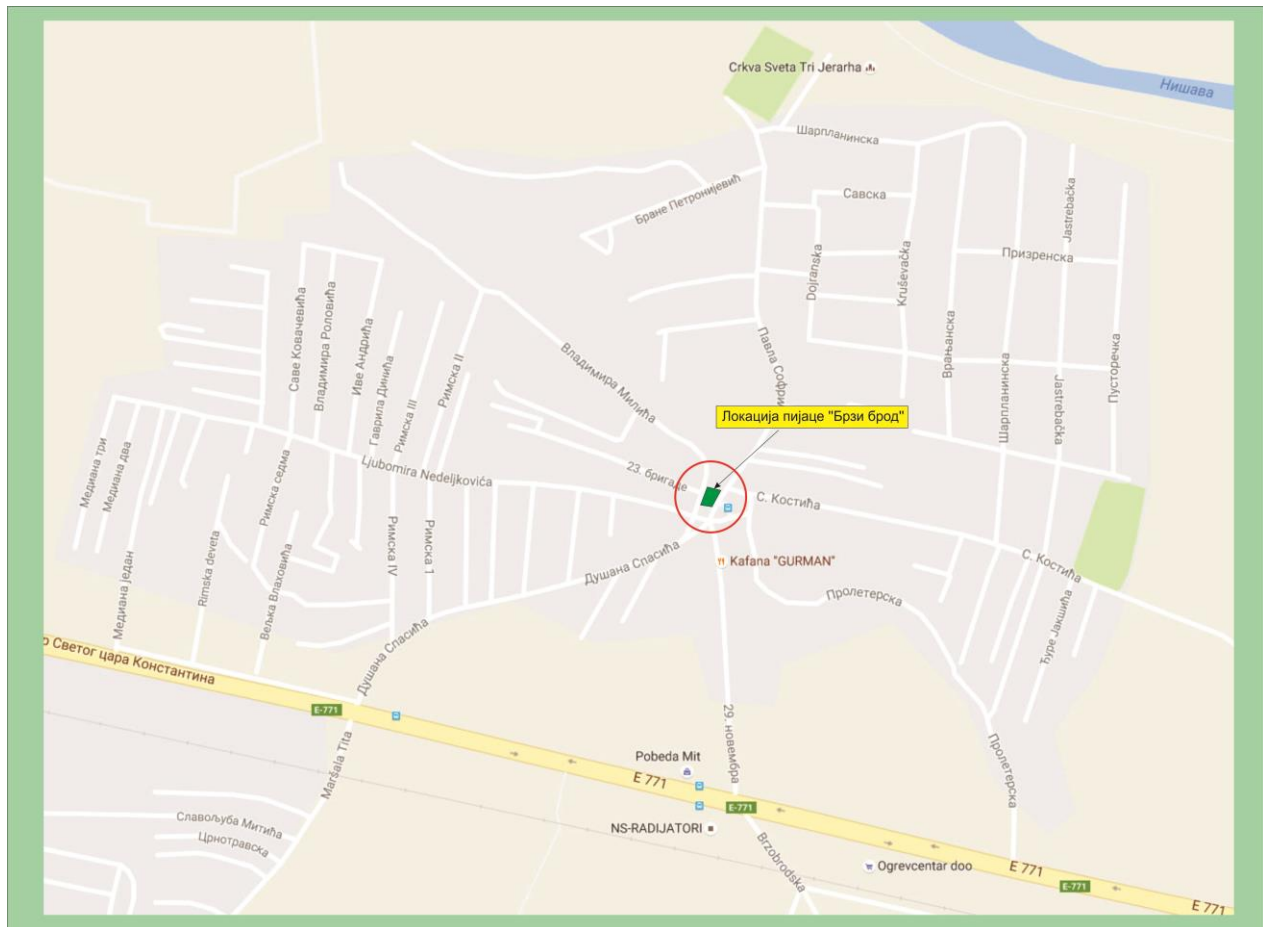 Crkva Sveta Tri Jerarha
Нишава
Шарпланинска
Бране Петронијевић
Савска
Jastrebačka
Dojranska
Kruševačka
Призренска
Саве Ковачевића
Владимира Роловића
Иве Андрића
Гаврила Динића
Римска III
Римска II
Владимира Милића
Павла Софри
Врањанска
Шарпланинска
Jastrebačka
Пусторечка
Локација пијаце "Брзи брод"
Медиана три
Медиана два
Римска седма
Ljubomira Nedeljkovića
23. бригаде
С. Костића
Римска IV
Римска 1
Душана Спасића
Kafana "GURMAN"
С. Костића
Медиана један
Rimska deveta
Вељка Влаховића
Пролетерска
Ђуре Јакшића
р Светог цара Константина
Душана Спасића
E-771
29. новембра
Пролетерска
Maršala Tita
Pobeda Mit
E 771
E-771
Славољуба Митића
Црнотравска
NS-RADIJATORI
Brzobrodska
Ogrevcentar doo
E 771
E-771
E 771